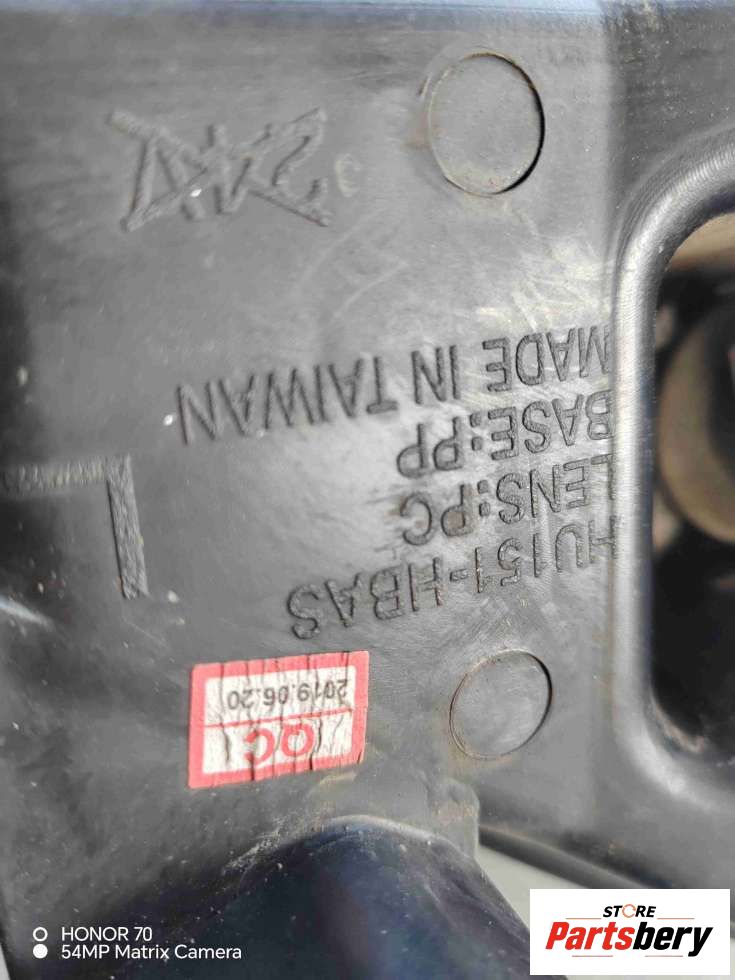 HU151-HBAS
LENS:PC
BASE:PP
MADE IN TAIWAN
L
QC
2019.06.20
HONOR 70
54MP Matrix Camera
STORE
Partsbery